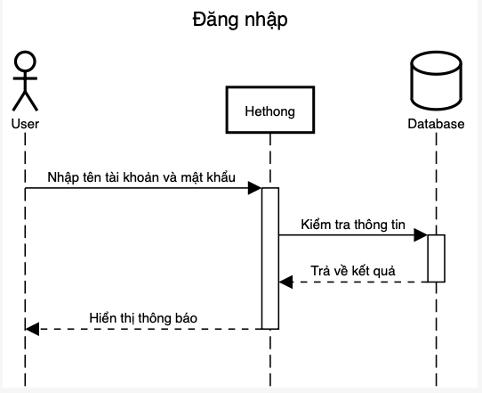 Đăng nhập
User
Hethong
Database
Nhập tên tài khoản và mật khẩu
Kiểm tra thông tin
Trả về kết quả
Hiển thị thông báo